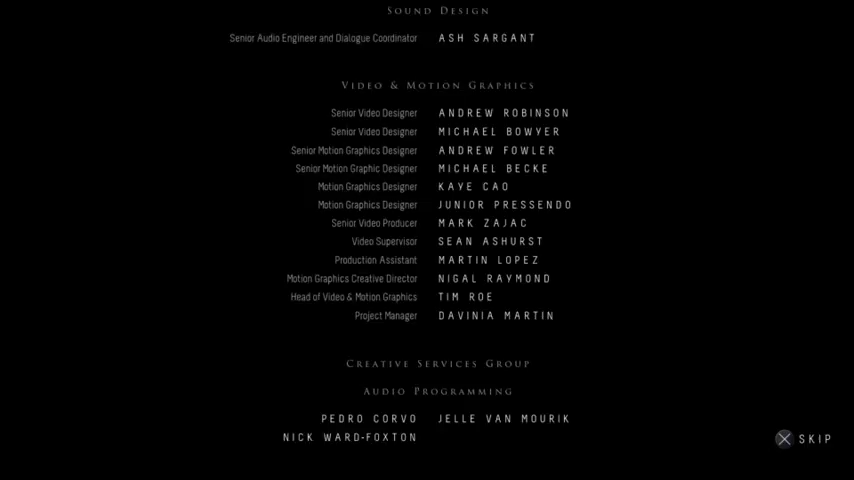 SOUND DESIGN
Senior Audio Engineer and Dialogue Coordinator ASH SARGANT
VIDEO & MOTION GRAPHICS
Senior Video Designer ANDREW ROBINSON
Senior Video Designer MICHAEL BOWYER
Senior Motion Graphics Designer ANDREW FOWLER
Senior Motion Graphic Designer MICHAEL BECKE
Motion Graphics Designer KAYE CAO
Motion Graphics Designer JUNIOR PRESSENDO
Senior Video Producer MARK ZAJAC
Video Supervisor SEAN ASHURST
Production Assistant MARTIN LOPEZ
Motion Graphics Creative Director NIGAL RAYMOND
Head of Video & Motion Graphics TIM ROE
Project Manager DAVINIA MARTIN
CREATIVE SERVICES GROUP
AUDIO PROGRAMMING
PEDRO CORVO JELLE VAN MOURIK
NICK WARD-FOXTON
SKIP